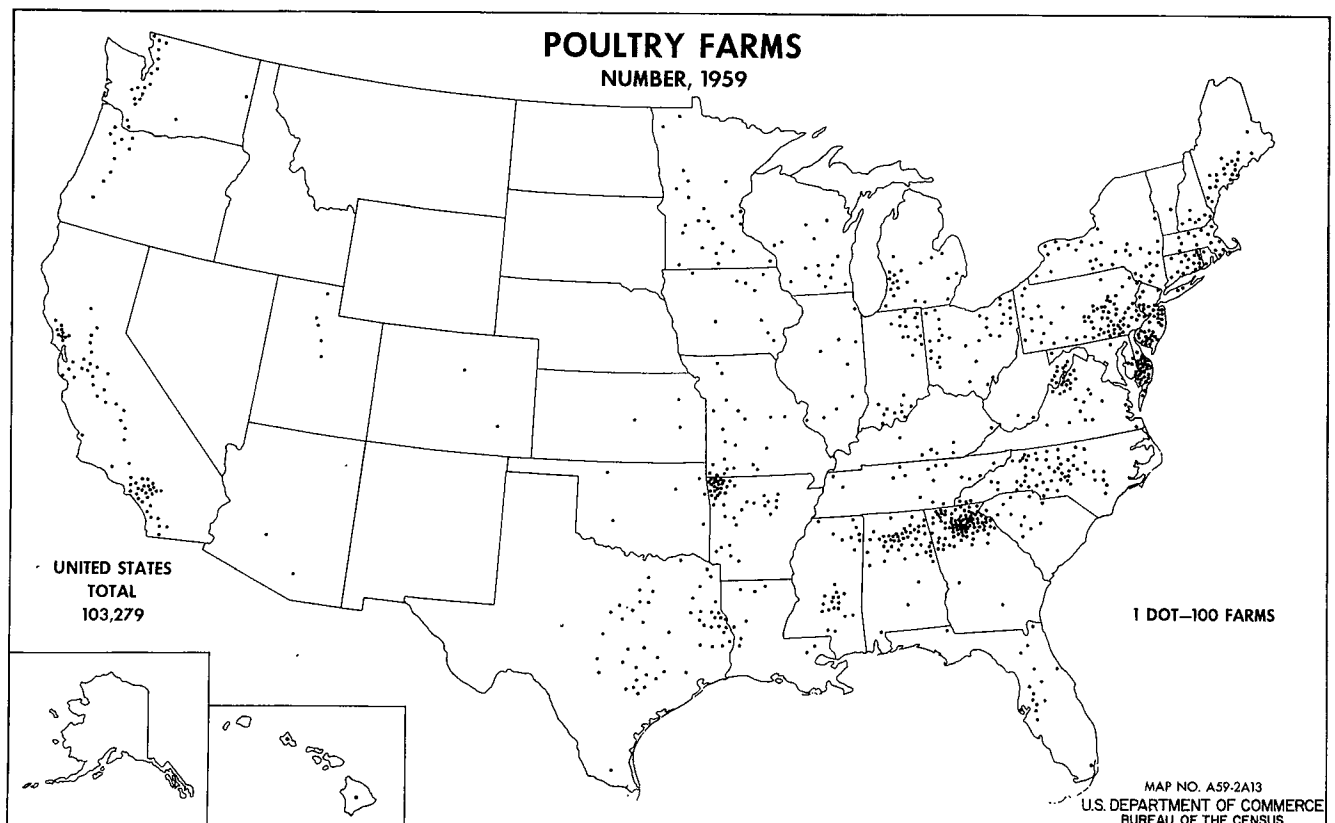 POULTRY FARMS
NUMBER, 1959
UNITED STATES
TOTAL
103,279
1 DOT—100 FARMS
MAP NO. A59-2A13
U.S. DEPARTMENT OF COMMERCE
BUREAU OF THE CENSUS